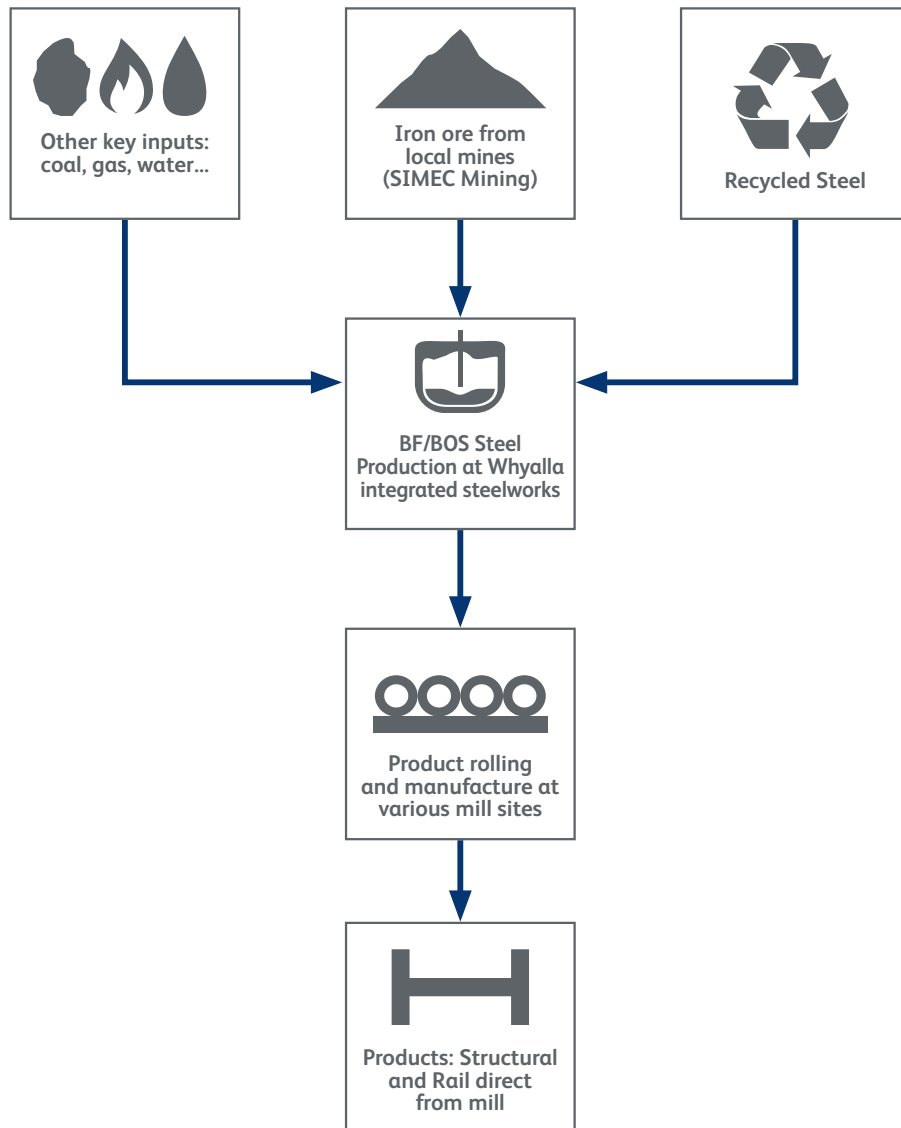 Other key inputs:
coal, gas, water...
Iron ore from
local mines
(SIMEC Mining)
Recycled Steel
BF/BOS Steel
Production at Whyalla
integrated steelworks
Product rolling
and manufacture at
various mill sites
Products: Structural
and Rail direct
from mill